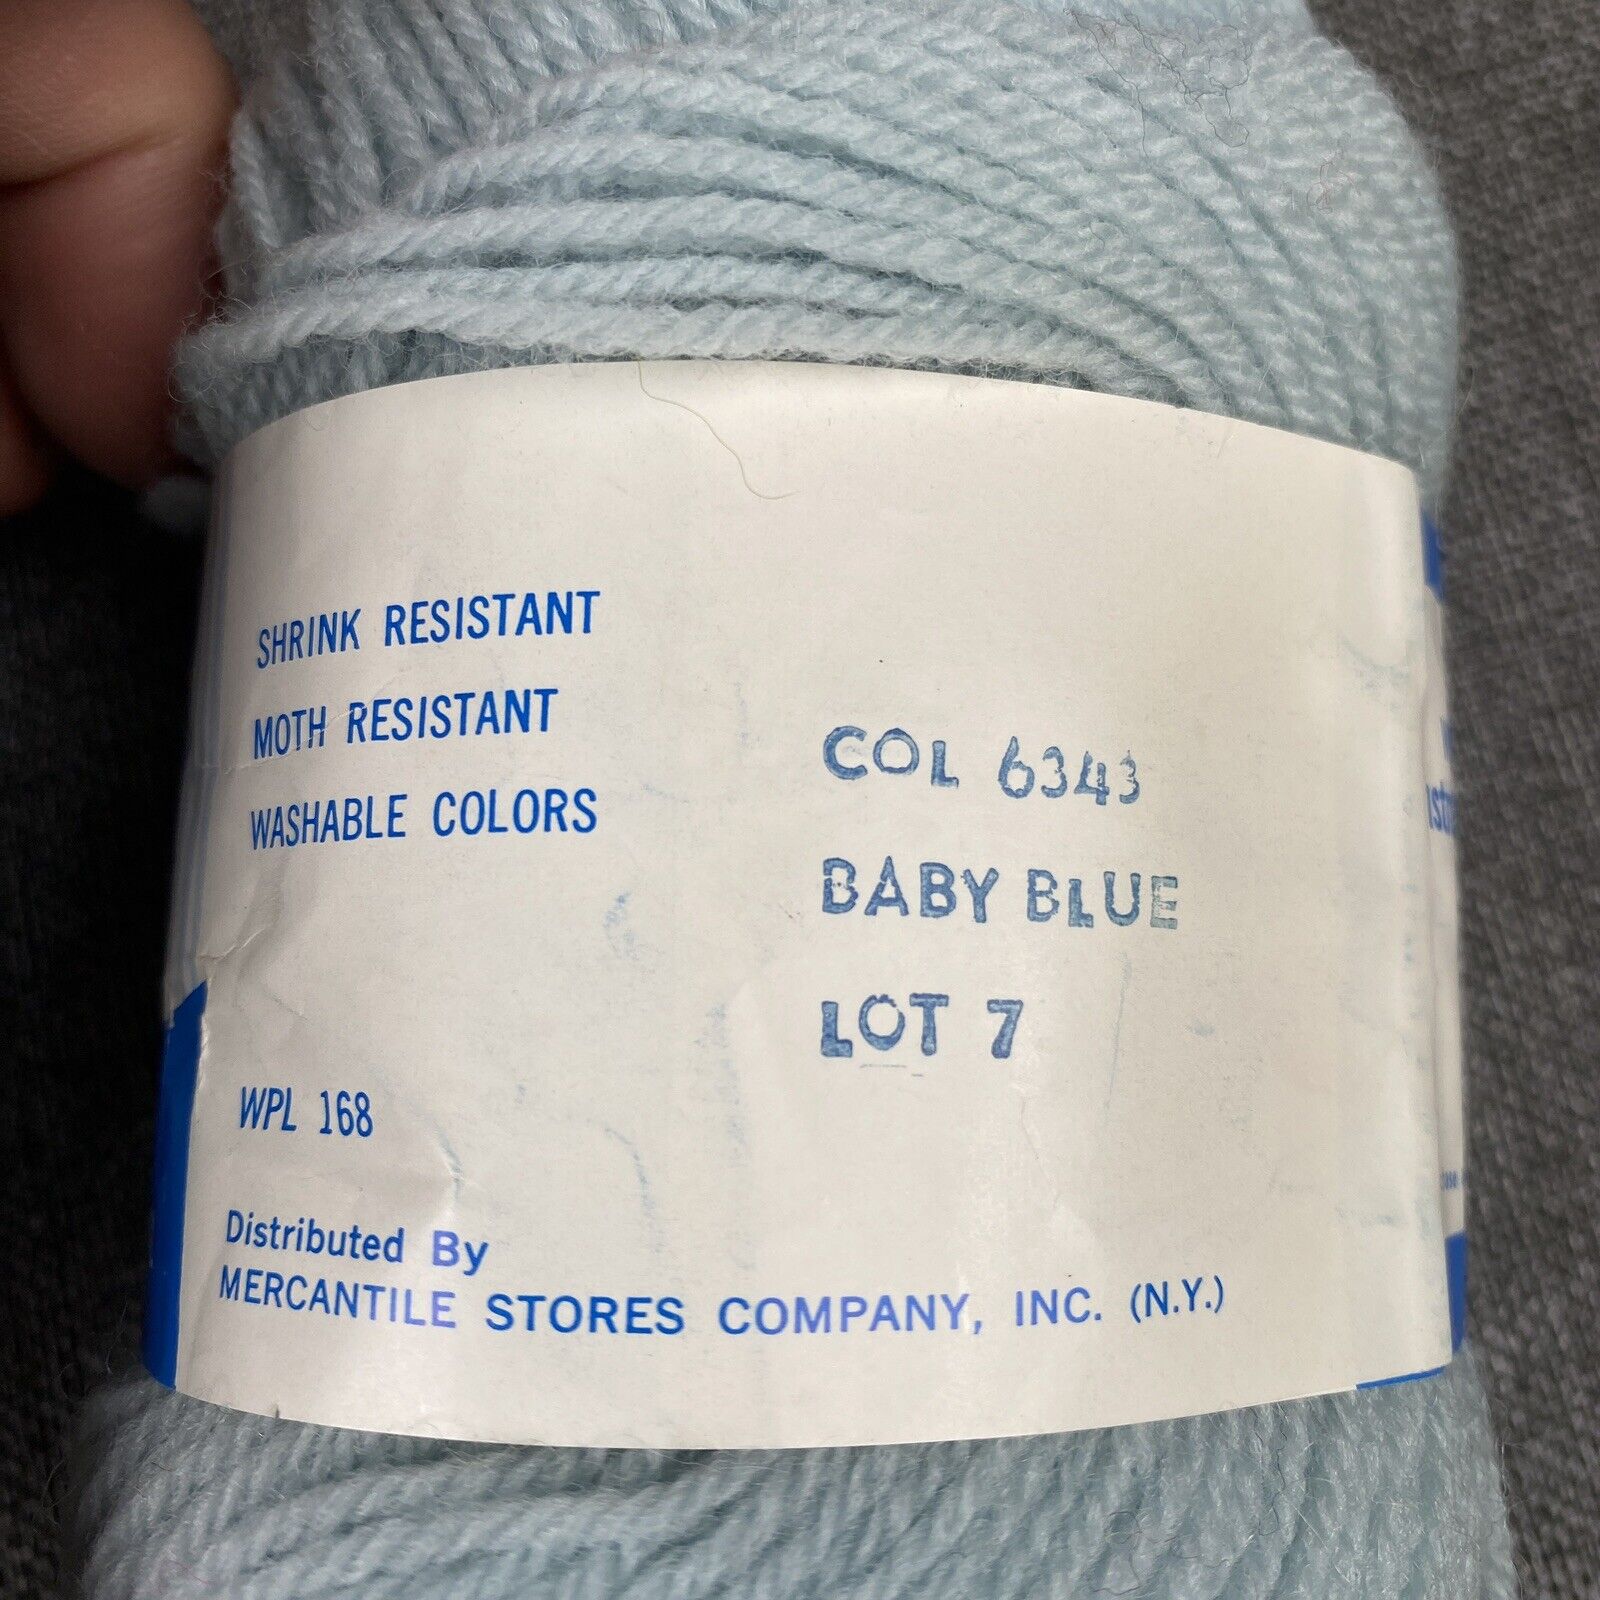 SHRINK RESISTANT
MOTH RESISTANT
WASHABLE COLORS
COL 6343
BABY BLUE
LOT 7
WPL 168
Distributed By
MERCANTILE STORES COMPANY, INC. (N.Y.)